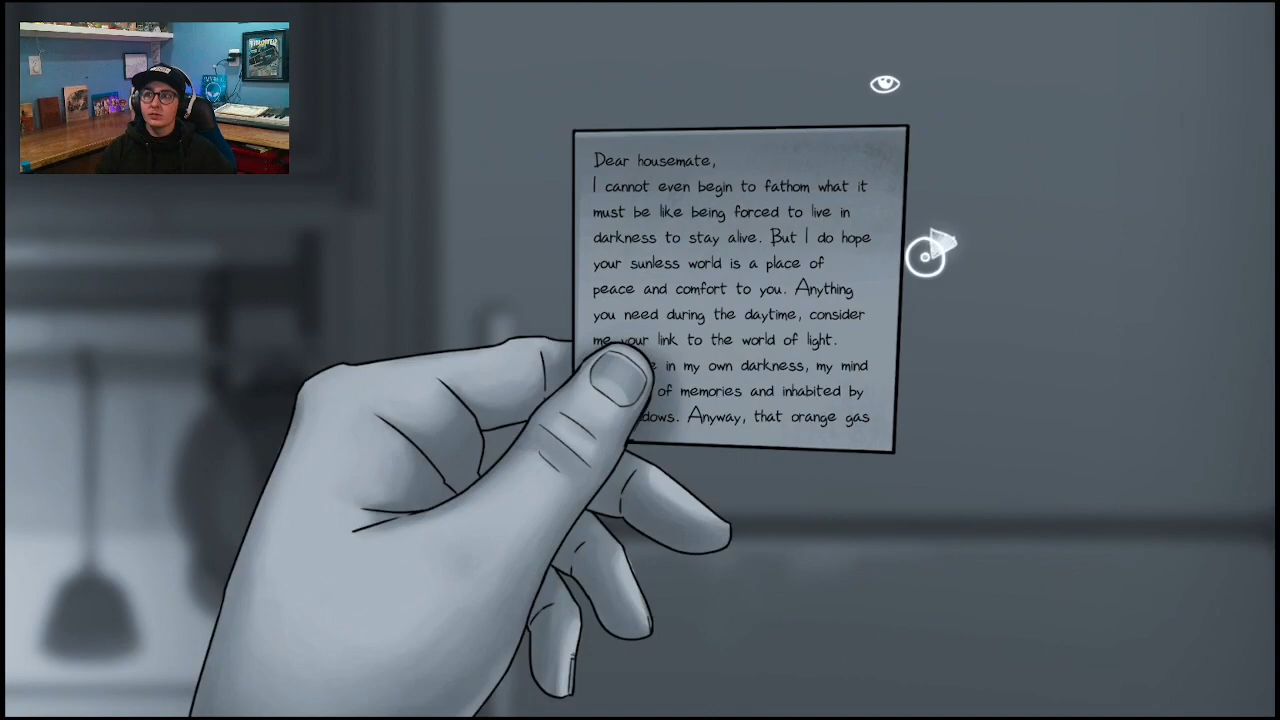 Dear housemate,
I cannot even begin to fathom what it
must be like being forced to live in
darkness to stay alive. But I do hope
your sunless world is a place of
peace and comfort to you. Anything
you need during the daytime, consider
me your link to the world of light.
in my own darkness, my mind
of memories and inhabited by
Anyway, that orange gas